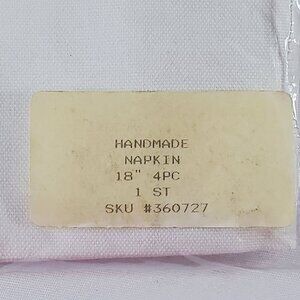 HANDMADE
NAPKIN
18" 4PC
1 ST
SKU #360727